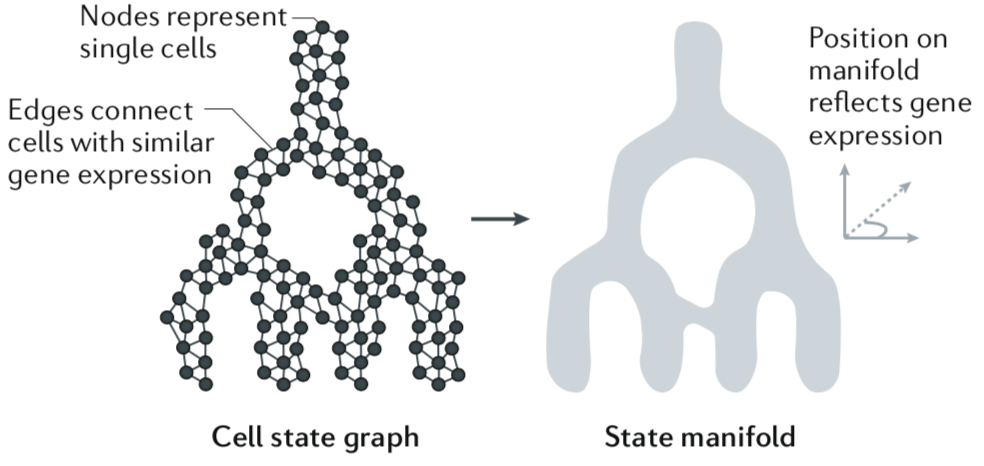 Nodes represent
single cells
Edges connect
cells with similar
gene expression
Position on
manifold
reflects gene
expression
Cell state graph
State manifold